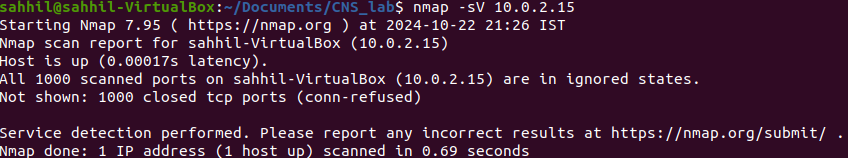 sahhil@sahhil-VirtualBox:~/Documents/CNS_lab$ nmap -sV 10.0.2.15
Starting Nmap 7.95 ( https://nmap.org ) at 2024-10-22 21:26 IST
Nmap scan report for sahhil-VirtualBox (10.0.2.15)
Host is up (0.00017s latency).
All 1000 scanned ports on sahhil-VirtualBox (10.0.2.15) are in ignored states.
Not shown: 1000 closed tcp ports (conn-refused)
Service detection performed. Please report any incorrect results at https://nmap.org/submit/ .
Nmap done: 1 IP address (1 host up) scanned in 0.69 seconds